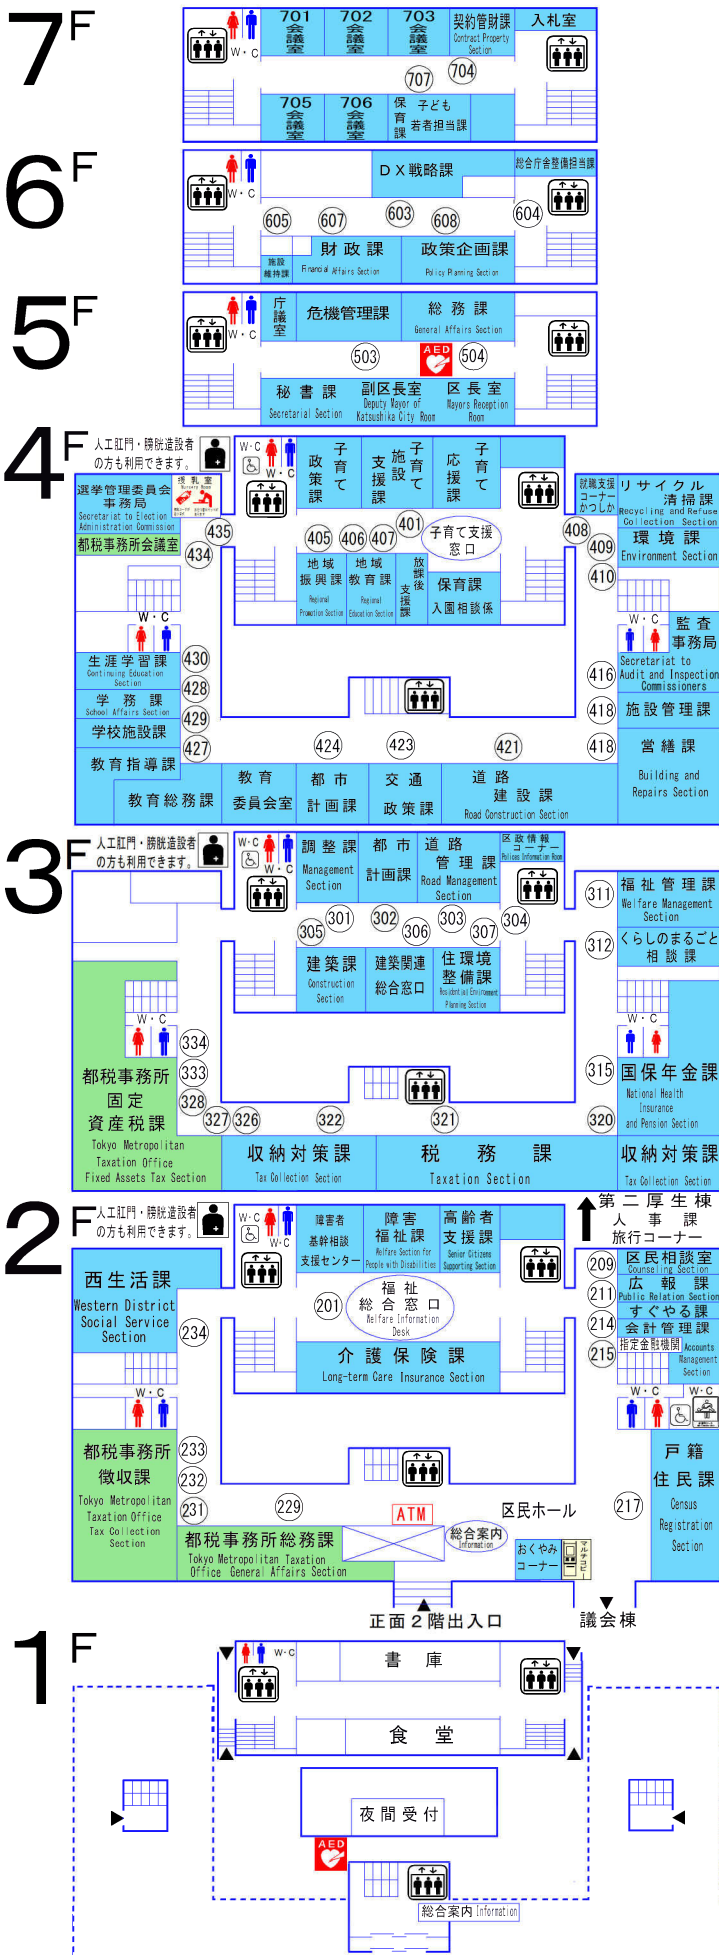 7F
W・C
701
会議室
702
会議室
703
会議室
契約管財課
Contract Property
Section
入札室
707
704
705
会議室
706
会議室
保育課
子ども
若者担当課
6F
W・C
DX戦略課
総合庁舎整備担当課
605
607
603
608
604
施設
維持課
財政課
Financial Affairs Section
政策企画課
Policy Planning Section
5F
W・C
庁議室
危機管理課
総務課
General Affairs Section
503
AED
504
秘書課
Secretarial Section
副区長室
Deputy Mayor of
Katsushika City Room
区長室
Mayors Reception
Room
4F
人工肛門・膀胱造設者
の方も利用できます。
W・C
W・C
子育て
政策課
子育て
施設
支援課
子育て
応援課
選挙管理委員会
事務局
Secretariat to Election
Administration Commission
授乳室
都税事務所会議室
435
434
405
406
407
401
子育て支援
窓口
408
就職支援
コーナー
かつしか
リサイクル
清掃課
Recycling and Refuse
Collection Section
409
環境課
Environment Section
410
地域
振興課
Regional
Promotion Section
地域
教育課
Regional
Education Section
放課後
支援課
保育課
入園相談係
W・C
W・C
監査
事務局
Secretariat to
Audit and Inspection
Commissioners
430
生涯学習課
Continuing Education
Section
428
学務課
School Affairs Section
429
学校施設課
427
教育指導課
教育総務課
416
418
施設管理課
418
営繕課
Building and
Repairs Section
424
423
421
教育
委員会室
都市
計画課
交通
政策課
道路
建設課
Road Construction Section
3F
人工肛門・膀胱造設者
の方も利用できます。
W・C
W・C
調整課
Management
Section
都市
計画課
道路
管理課
Road Management
Section
区政情報
コーナー
Polices Information Room
305
301
302
306
303
307
304
311
福祉管理課
Welfare Management
Section
312
くらしのまるごと
相談課
建築課
Construction
Section
建築関連
総合窓口
住環境
整備課
Residential Environment
Planning Section
W・C
W・C
334
333
328
都税事務所
固定
資産税課
Tokyo Metropolitan
Taxation Office
Fixed Assets Tax Section
315
国保年金課
National Health
Insurance
and Pension Section
327
326
322
321
320
収納対策課
Tax Collection Section
税務課
Taxation Section
収納対策課
Tax Collection Section
第二厚生棟
人事課
旅行コーナー
2F
人工肛門・膀胱造設者
の方も利用できます。
W・C
W・C
障害者
基幹相談
支援センター
障害
福祉課
Welfare Section for
People with Disabilities
高齢者
支援課
Senior Citizens
Supporting Section
西生活課
Western District
Social Service
Section
234
201
福祉
総合窓口
Welfare Information
Desk
介護保険課
Long-term Care Insurance Section
209
区民相談室
Counseling Section
211
広報課
Public Relation Section
すぐやる課
214
会計管理課
215
指定金融機関
Accounts
Management
Section
W・C
W・C
W・C
233
232
231
都税事務所
徴収課
Tokyo Metropolitan
Taxation Office
Tax Collection
Section
229
都税事務所総務課
Tokyo Metropolitan Taxation
Office General Affairs Section
ATM
総合案内
Information
区民ホール
おくやみ
コーナー
マルチコピー
217
戸籍
住民課
Census
Registration
Section
正面2階出入口
議会棟
1F
W・C
書庫
食堂
夜間受付
AED
総合案内 Information